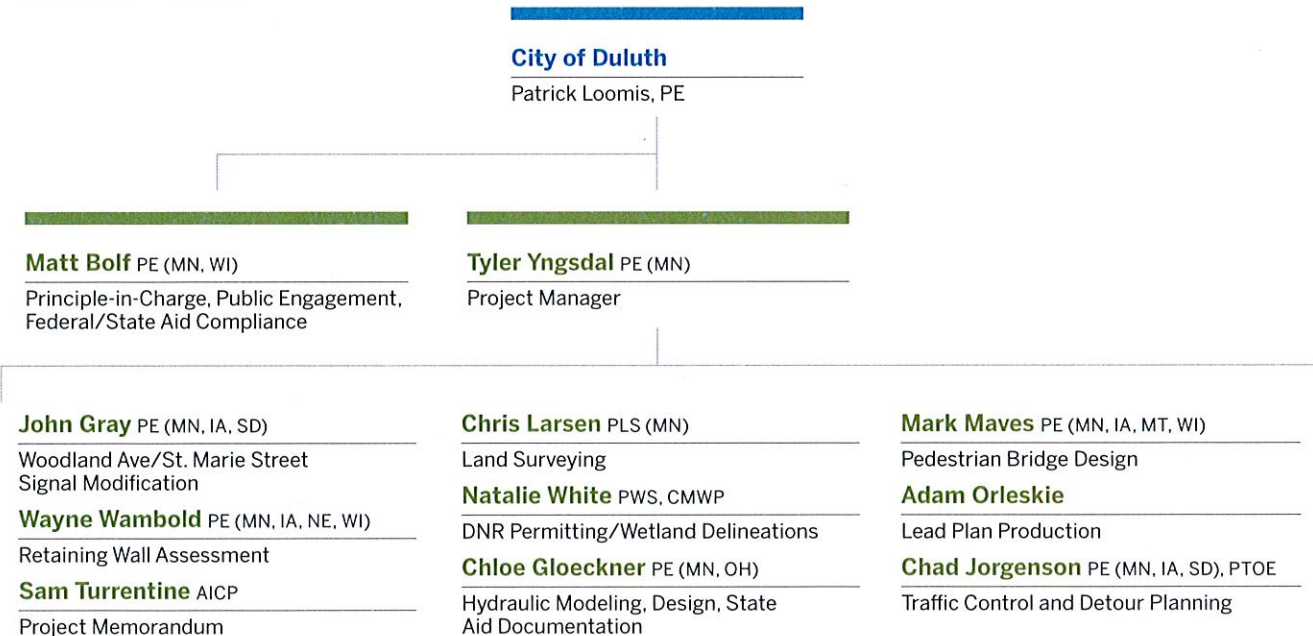 City of Duluth
Patrick Loomis, PE
Matt Bolf PE (MN, WI)
Principle-in-Charge, Public Engagement,
Federal/State Aid Compliance
Tyler Yngsdal PE (MN)
Project Manager
John Gray PE (MN, IA, SD)
Woodland Ave/St. Marie Street
Signal Modification
Wayne Wambold PE (MN, IA, NE, WI)
Retaining Wall Assessment
Sam Turrentine AICP
Project Memorandum
Chris Larsen PLS (MN)
Land Surveying
Natalie White PWS, CMWP
DNR Permitting/Wetland Delineations
Chloe Gloeckner PE (MN, OH)
Hydraulic Modeling, Design, State
Aid Documentation
Mark Maves PE (MN, IA, MT, WI)
Pedestrian Bridge Design
Adam Orleskie
Lead Plan Production
Chad Jorgenson PE (MN, IA, SD), PTOE
Traffic Control and Detour Planning